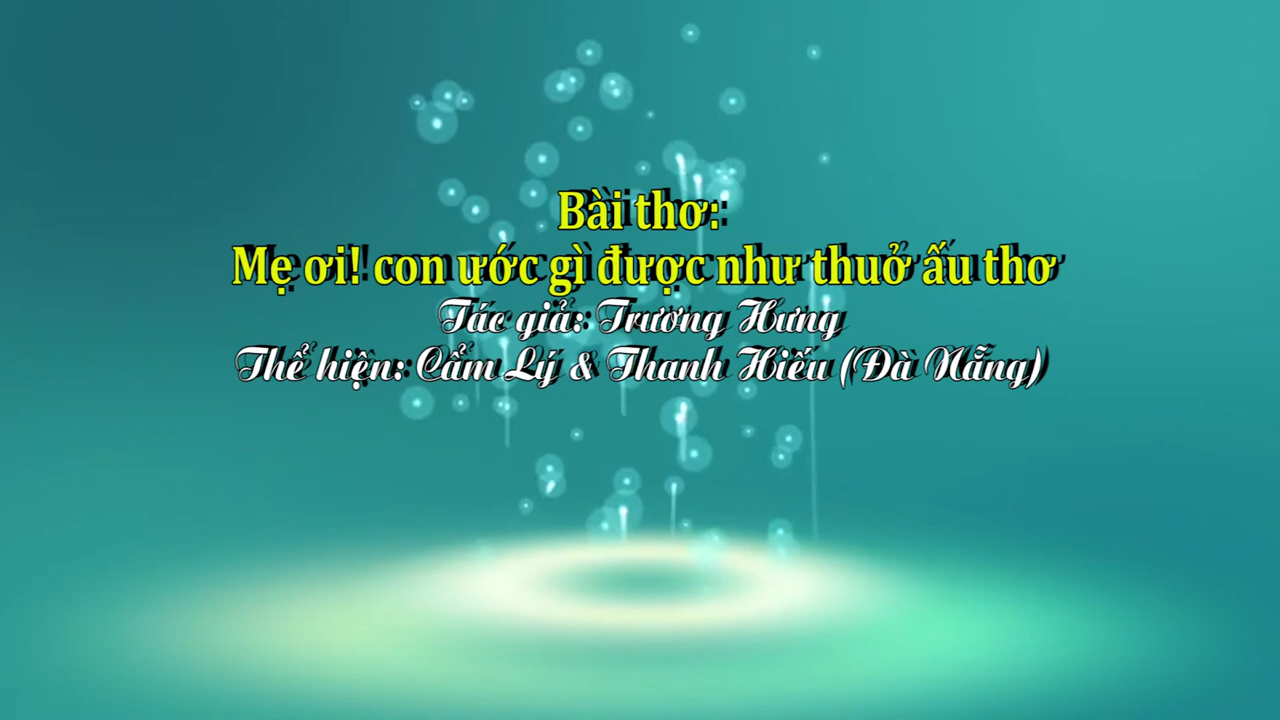 Bài thơ:
Mẹ ơi! con ước gì được như thuở ấu thơ
Tác giả: Trương Hưng
Thể hiện: Cẩm Lý & Thanh Hiếu (Đà Nẵng)